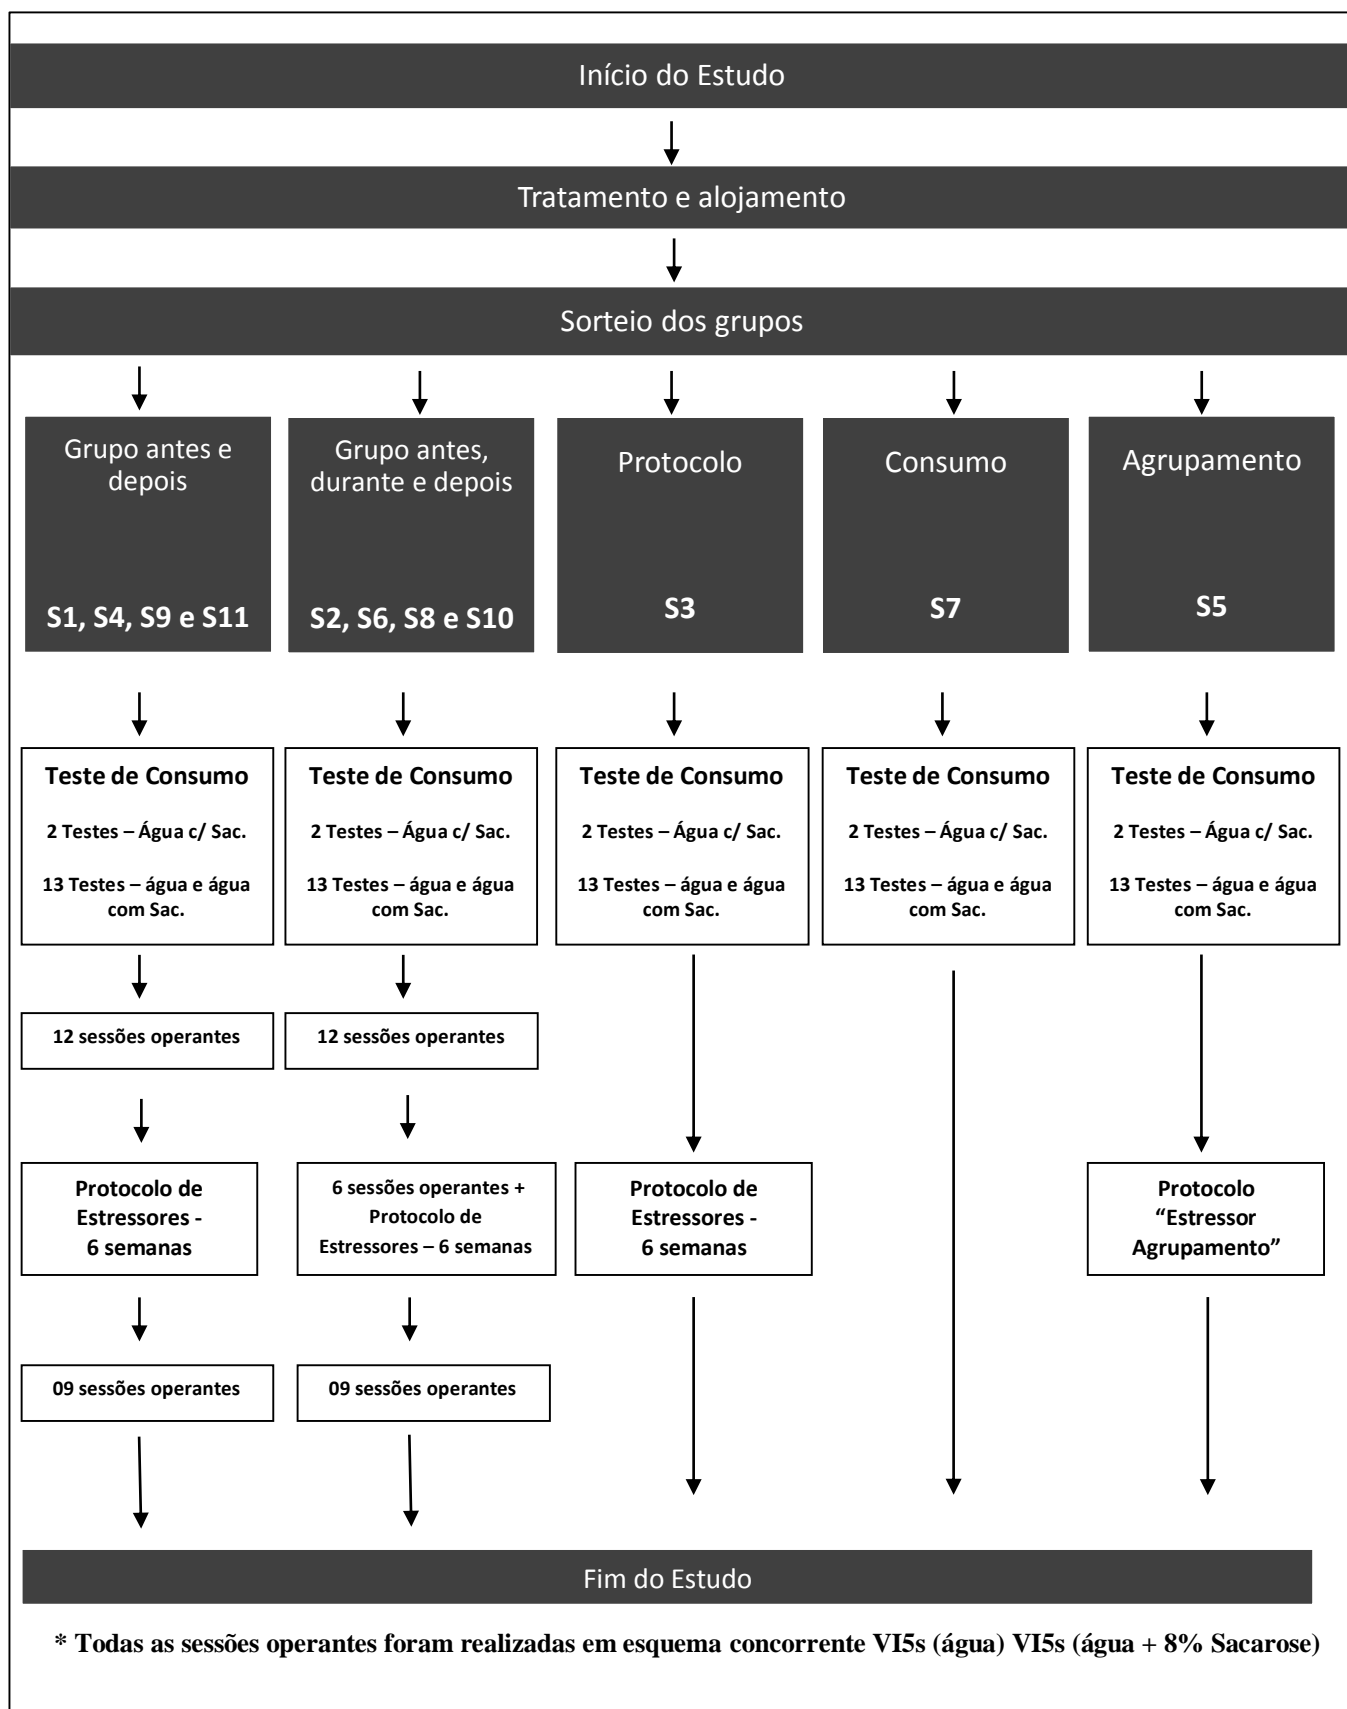 Início do Estudo
Tratamento e alojamento
Sorteio dos grupos
Grupo antes e
depois
S1, S4, S9 e S11
Grupo antes,
durante e depois
S2, S6, S8 e S10
Protocolo
S3
Consumo
S7
Agrupamento
S5
Teste de Consumo
2 Testes – Água c/ Sac.
13 Testes – água e água
com Sac.
Teste de Consumo
2 Testes – Água c/ Sac.
13 Testes – água e água
com Sac.
Teste de Consumo
2 Testes – Água c/ Sac.
13 Testes – água e água
com Sac.
Teste de Consumo
2 Testes – Água c/ Sac.
13 Testes – água e água
com Sac.
Teste de Consumo
2 Testes – Água c/ Sac.
13 Testes – água e água
com Sac.
12 sessões operantes
12 sessões operantes
Protocolo de
Estressores -
6 semanas
6 sessões operantes +
Protocolo de
Estressores – 6 semanas
Protocolo de
Estressores -
6 semanas
Protocolo
“Estressor
Agrupamento”
09 sessões operantes
09 sessões operantes
Fim do Estudo
* Todas as sessões operantes foram realizadas em esquema concorrente VI5s (água) VI5s (água + 8% Sacarose)